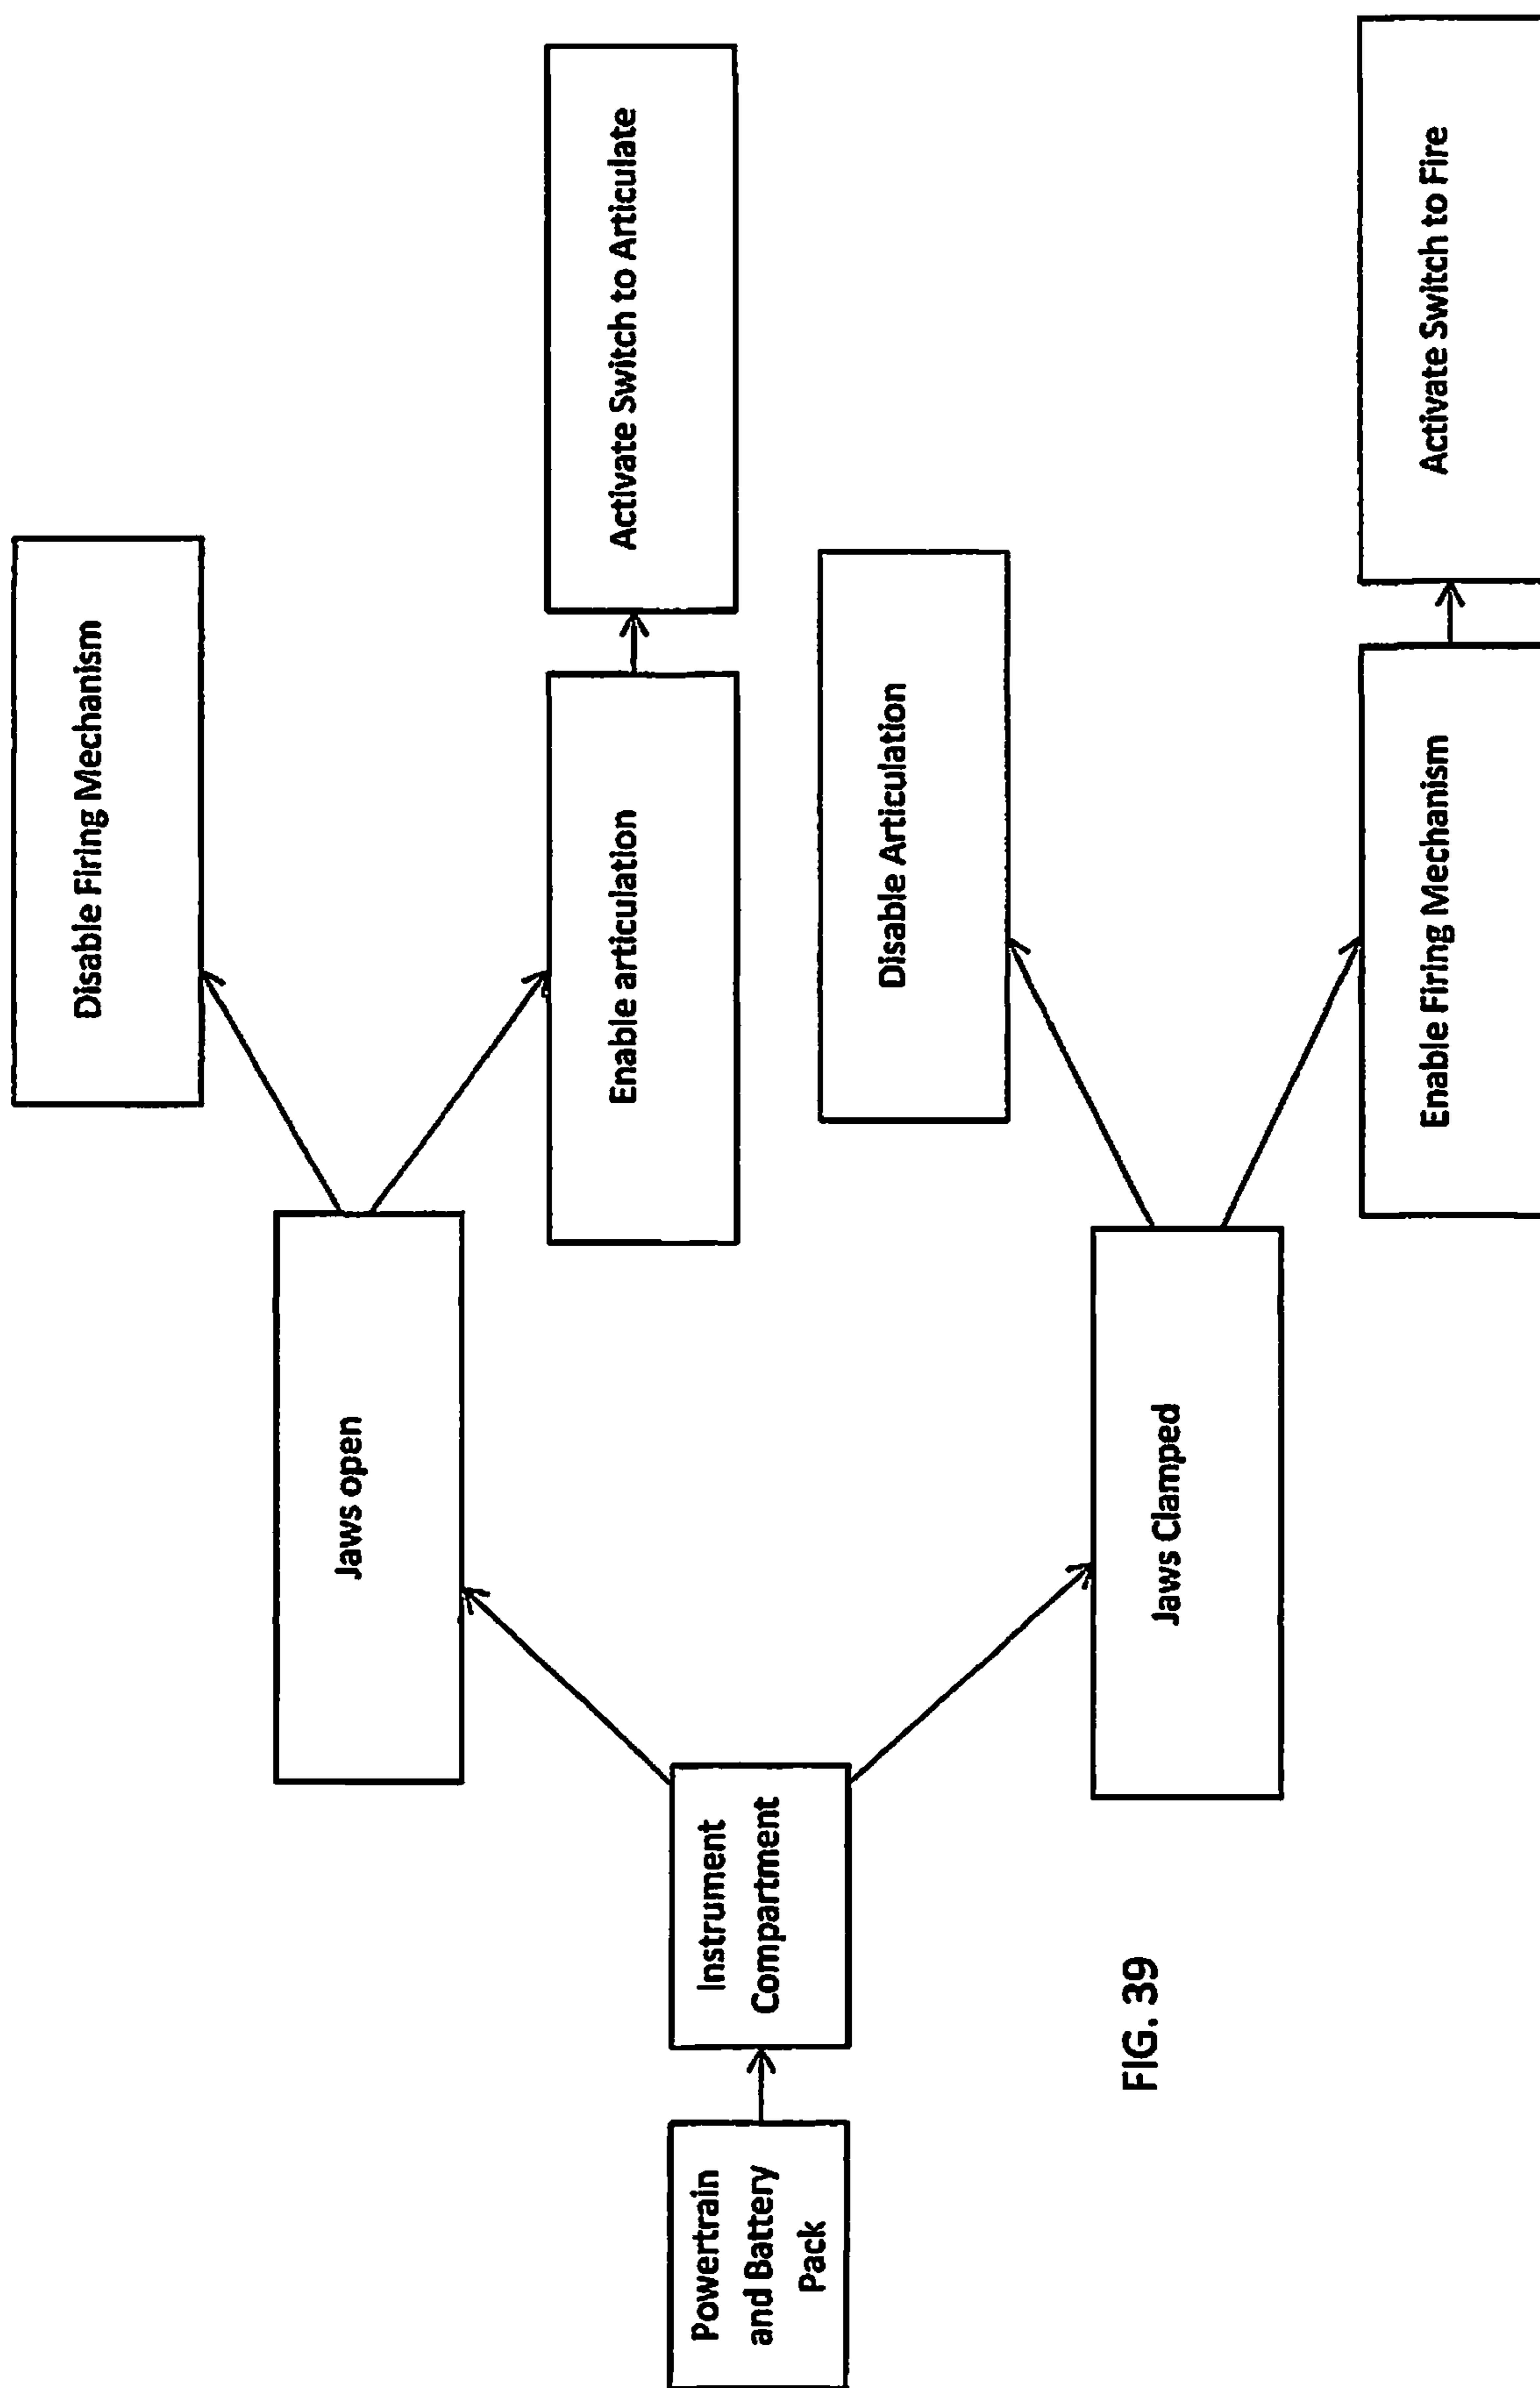 Powertrain
and Battery
Pack
Instrument
Compartment
Jaws open
Disable Firing Mechanism
Enable articulation
Activate Switch to Articulate
Jaws Clamped
Disable Articulation
Enable Firing Mechanism
Activate Switch to Fire
FIG. 39